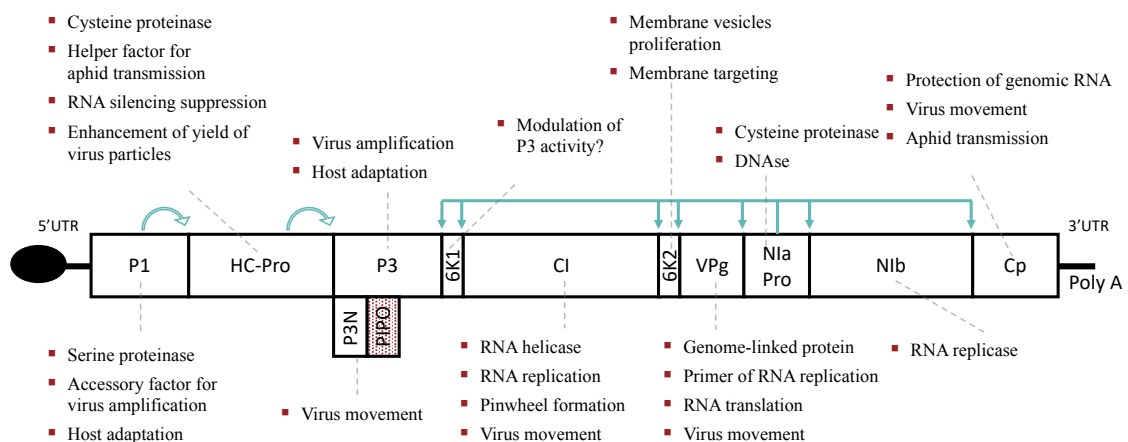 ▪ Cysteine proteinase
▪ Helper factor for
aphid transmission
▪ RNA silencing suppression
▪ Enhancement of yield of
virus particles
▪ Virus amplification
▪ Host adaptation
▪ Modulation of
P3 activity?
▪ Membrane vesicles
proliferation
▪ Membrane targeting
▪ Cysteine proteinase
▪ DNAse
▪ Protection of genomic RNA
▪ Virus movement
▪ Aphid transmission
5’UTR
3’UTR
P1
HC-Pro
P3
6K1
CI
6K2
VPg
NIa
Pro
NIb
Cp
Poly A
P3N
PIPO
▪ Serine proteinase
▪ Accessory factor for
virus amplification
▪ Host adaptation
▪ Virus movement
▪ RNA helicase
▪ RNA replication
▪ Pinwheel formation
▪ Virus movement
▪ Genome-linked protein
▪ Primer of RNA replication
▪ RNA translation
▪ Virus movement
▪ RNA replicase